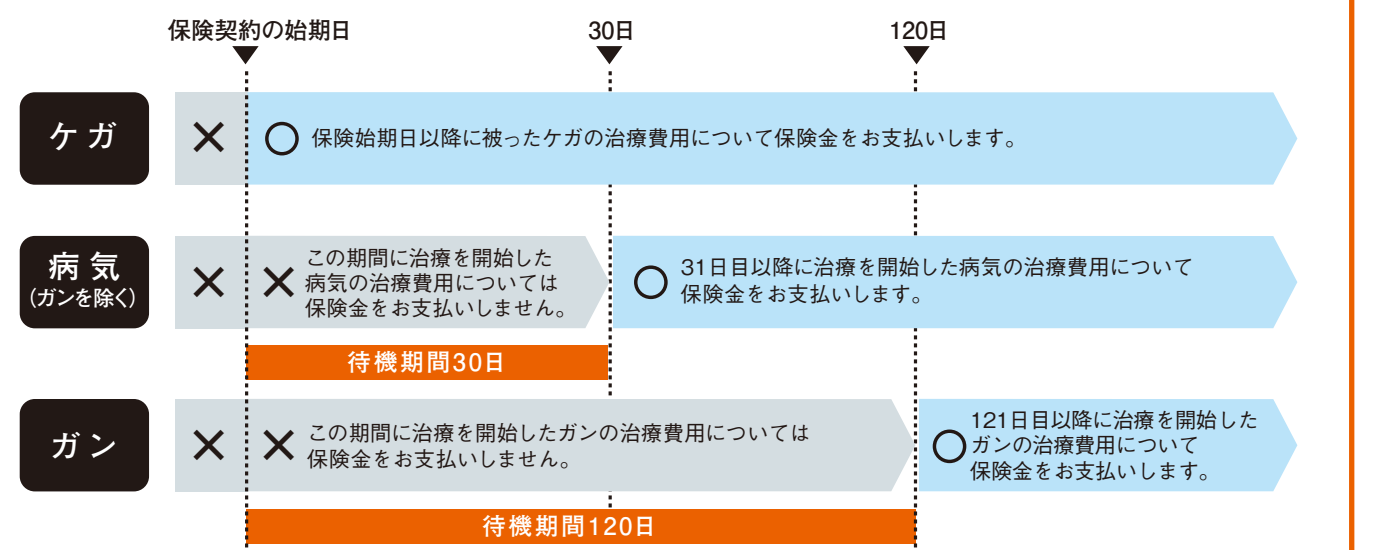 保険契約の始期日
30日
120日
ケガ
✕
○
保険始期日以降に被ったケガの治療費用について保険金をお支払いします。
病気
(ガンを除く)
✕
✕
この期間に治療を開始した
病気の治療費用については
保険金をお支払いしません。
○
31日目以降に治療を開始した病気の治療費用について
保険金をお支払いします。
待機期間30日
ガン
✕
✕
この期間に治療を開始したガンの治療費用については
保険金をお支払いしません。
○
121日目以降に治療を開始した
ガンの治療費用について
保険金をお支払いします。
待機期間120日